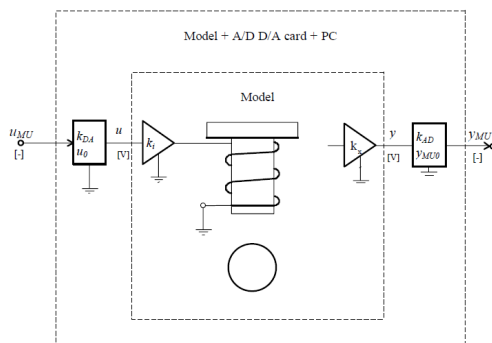 Model + A/D D/A card + PC
Model
u_MU
[-]
k_DA
u_0
u
[V]
k_i
k_x
y
[V]
k_AD
y_MU0
y_MU
[-]